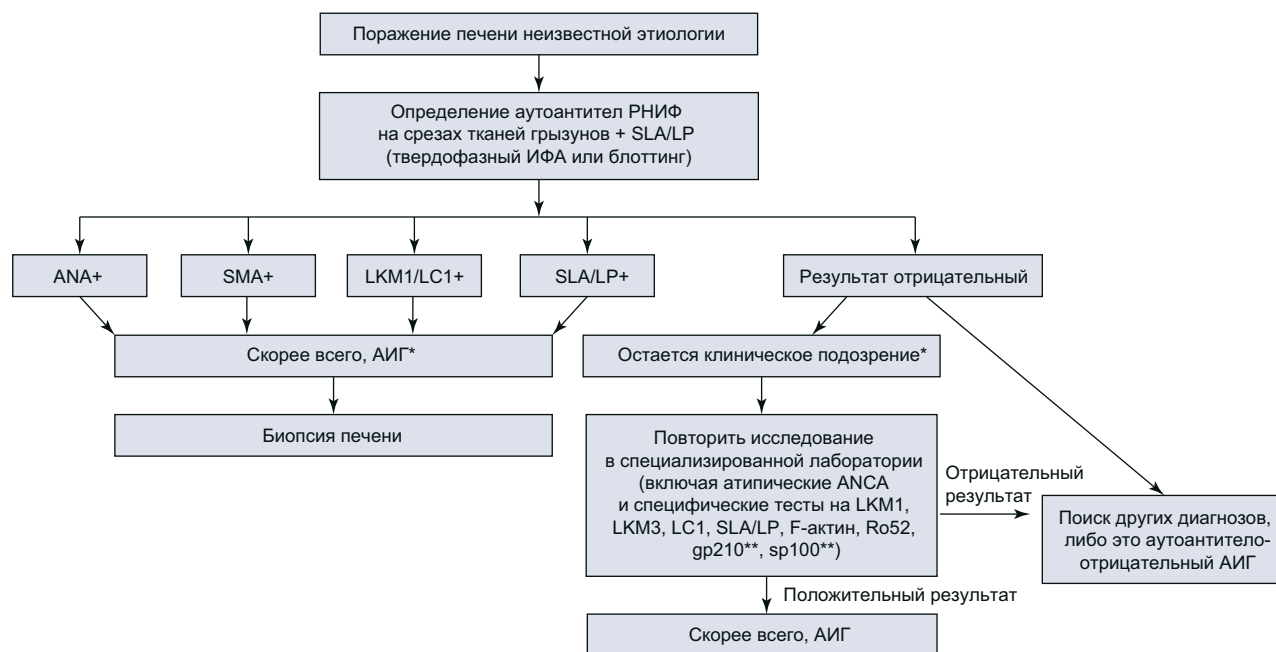 Поражение печени неизвестной этиологии
Определение аутоантител РНИФ
на срезах тканей грызунов + SLA/LP
(твердофазный ИФА или блоттинг)
ANA+
SMA+
LKM1/LC1+
SLA/LP+
Результат отрицательный
Скорее всего, АИГ*
Остается клиническое подозрение*
Биопсия печени
Повторить исследование
в специализированной лаборатории
(включая атипические ANCA
и специфические тесты на LKM1,
LKM3, LC1, SLA/LP, F-актин, Ro52,
gp210**, sp100**)
Отрицательный
результат
Поиск других диагнозов,
либо это аутоантитело-
отрицательный АИГ
Положительный результат
Скорее всего, АИГ